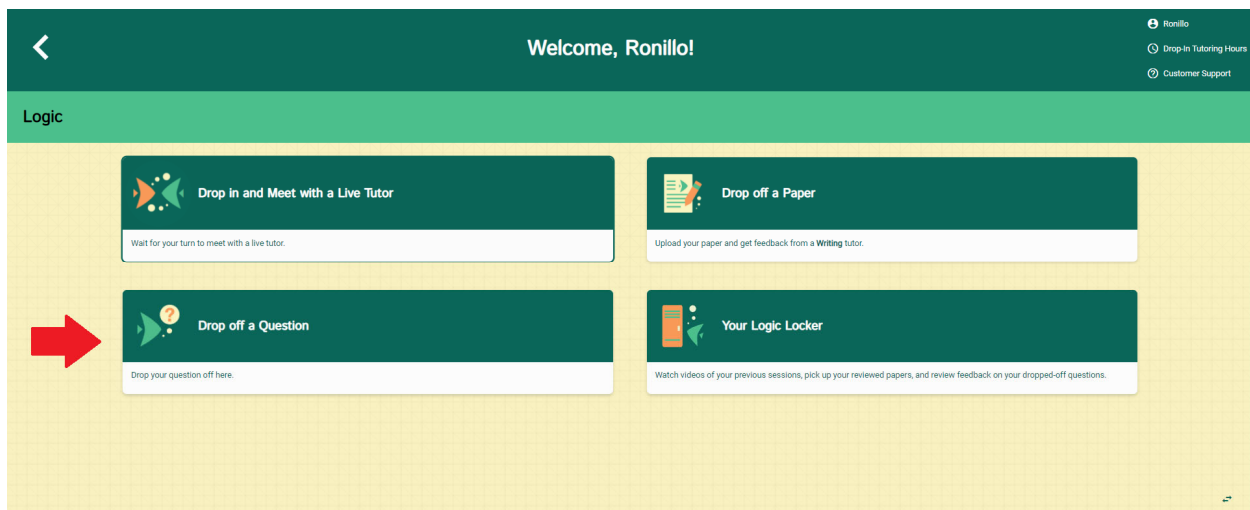 Welcome, Ronillo!
Ronillo
Drop-In Tutoring Hours
Customer Support
Logic
Drop in and Meet with a Live Tutor
Wait for your turn to meet with a live tutor.
Drop off a Paper
Upload your paper and get feedback from a Writing tutor.
Drop off a Question
Drop your question off here.
Your Logic Locker
Watch videos of your previous sessions, pick up your reviewed papers, and review feedback on your dropped-off questions.